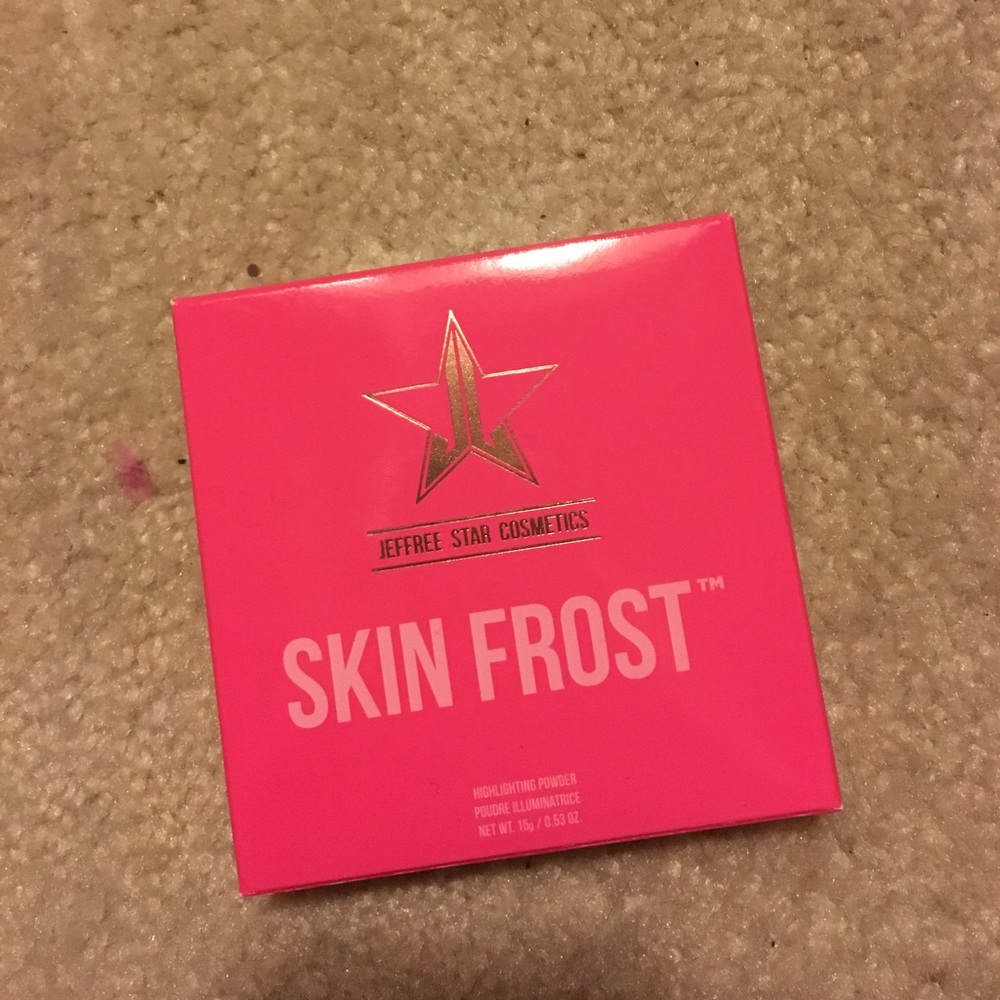 JEFFREE STAR COSMETICS
SKIN FROST™
HIGHLIGHTING POWDER
POUDRE ILLUMINATRICE
NET WT. 15g / 0.53 OZ.